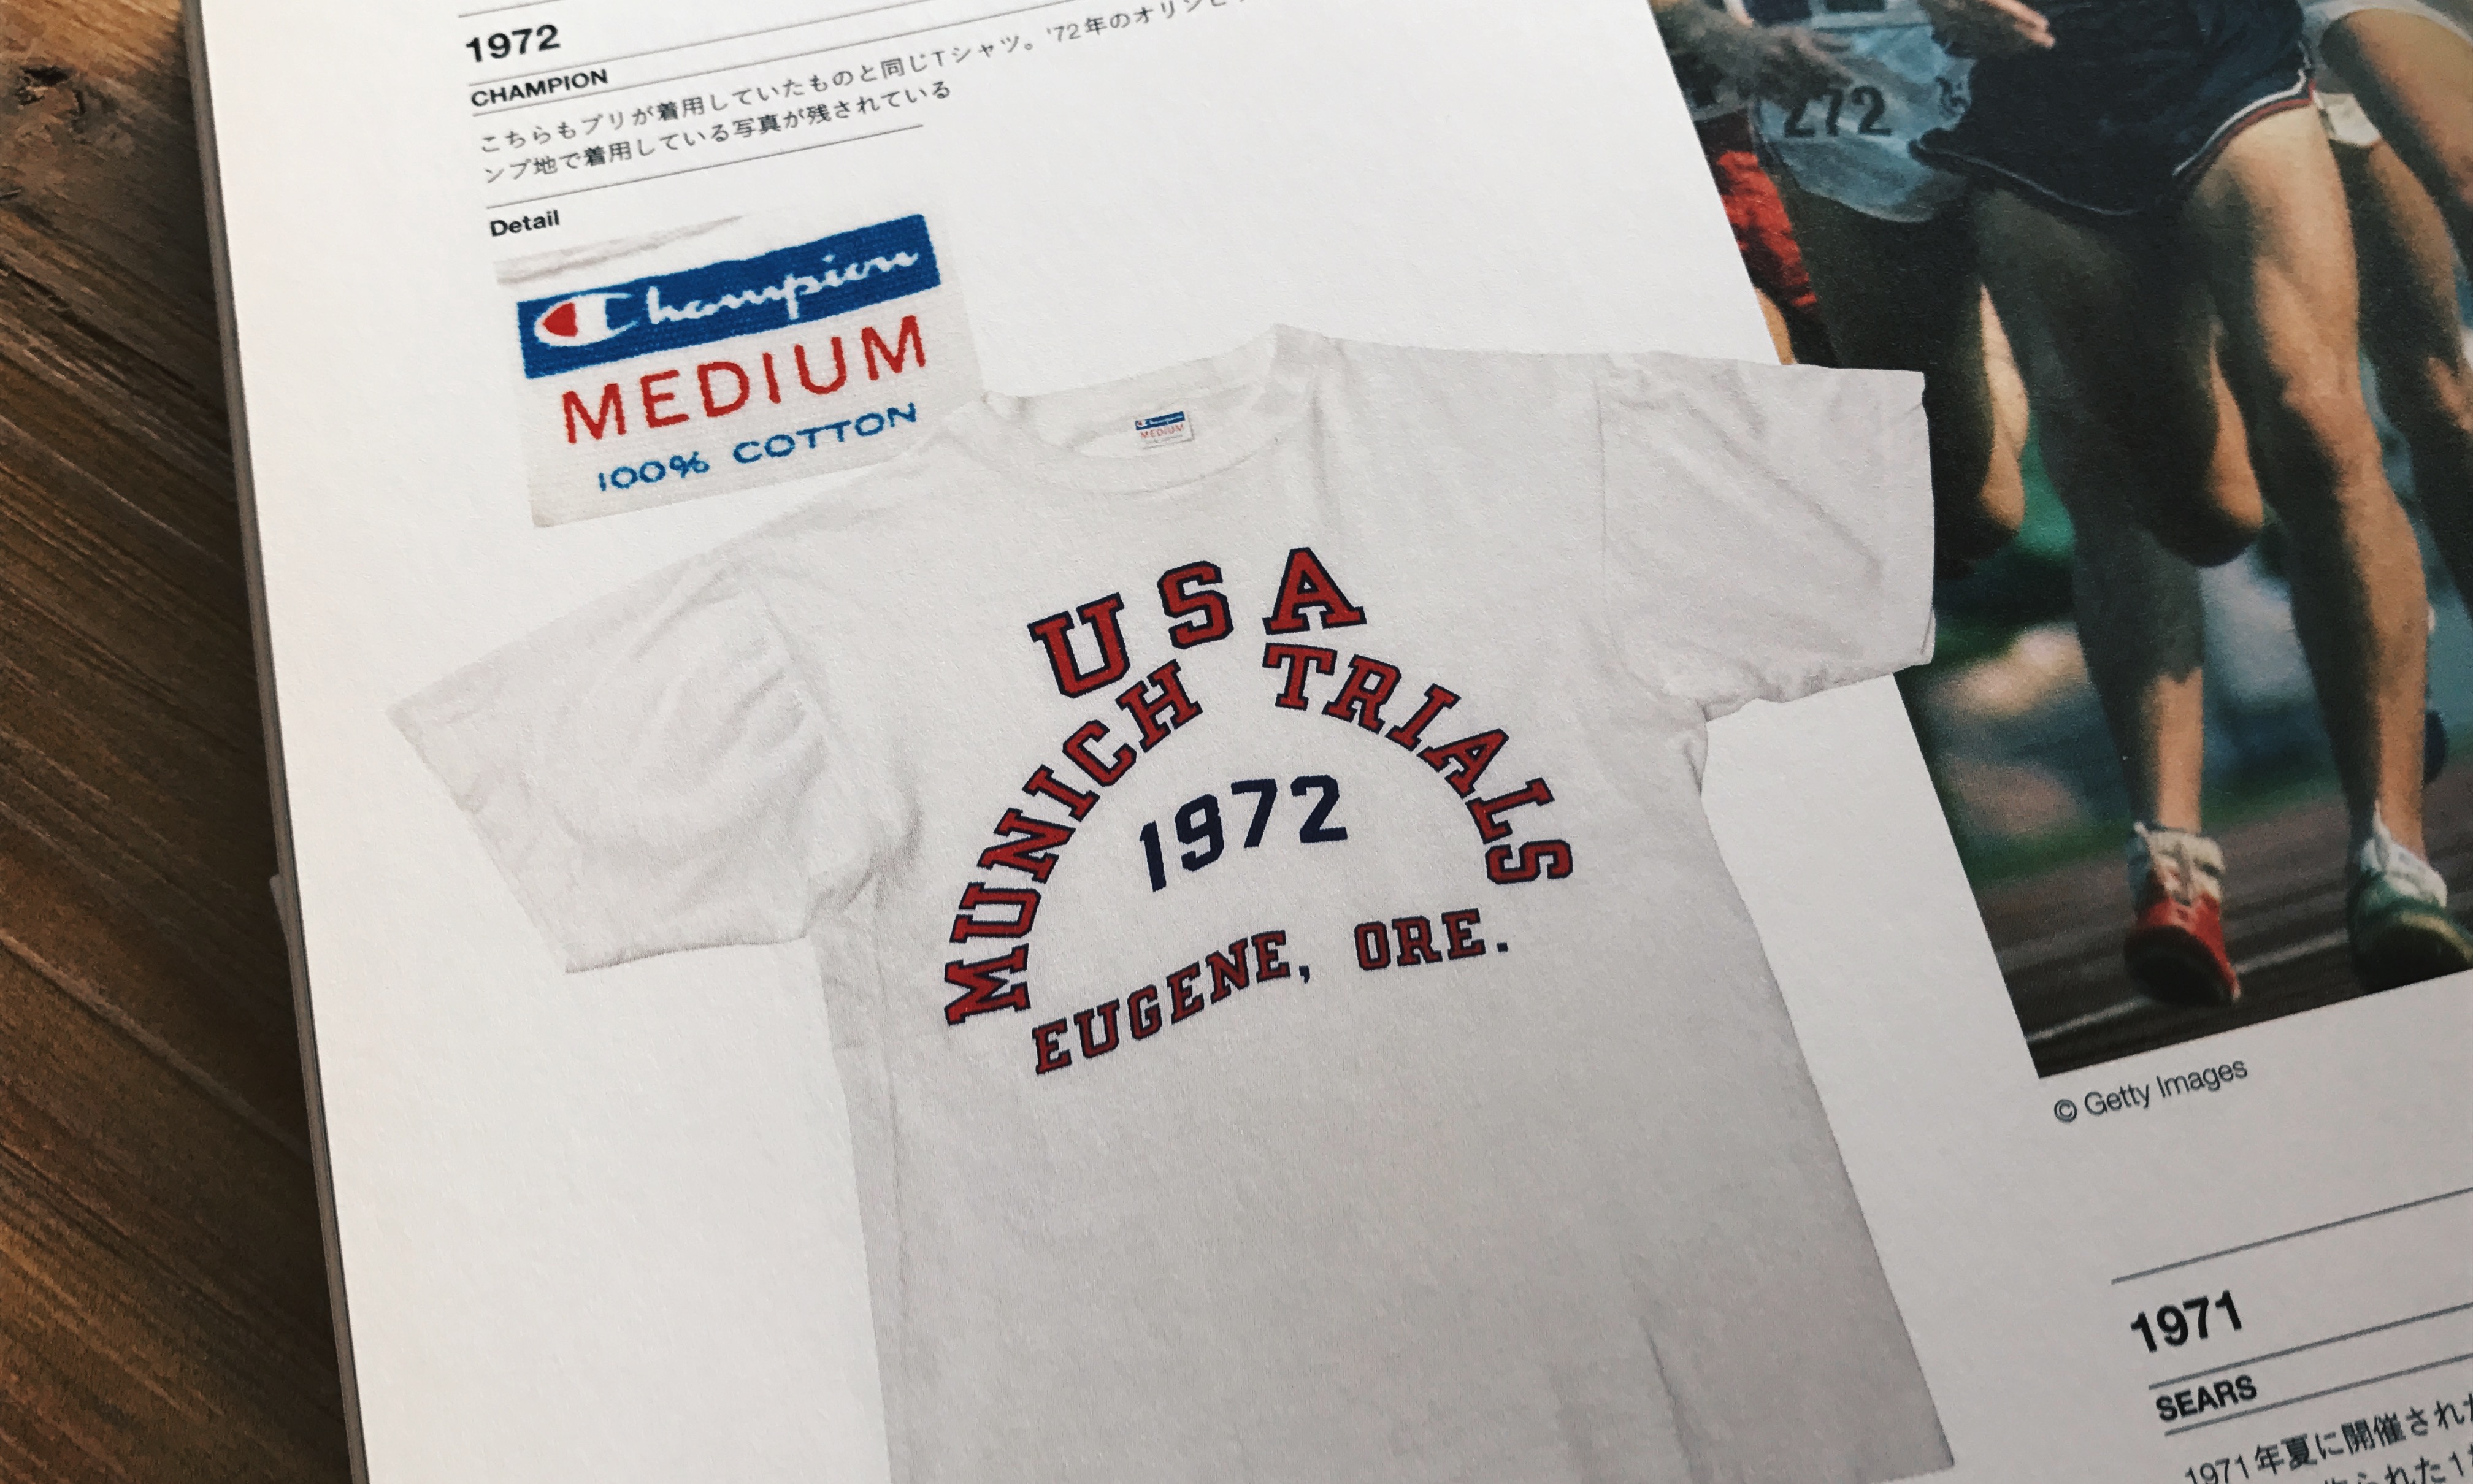 1972
CHAMPION
こちらもプリが着用していたものと同じTシャツ。'72年のオリンピ
ンプ地で着用している写真が残されている
Detail
Champion
MEDIUM
100% COTTON
Champion
MEDIUM
USA
MUNICH TRIALS
1972
EUGENE, ORE.
272
© Getty Images
1971
SEARS
1971年夏に開催された